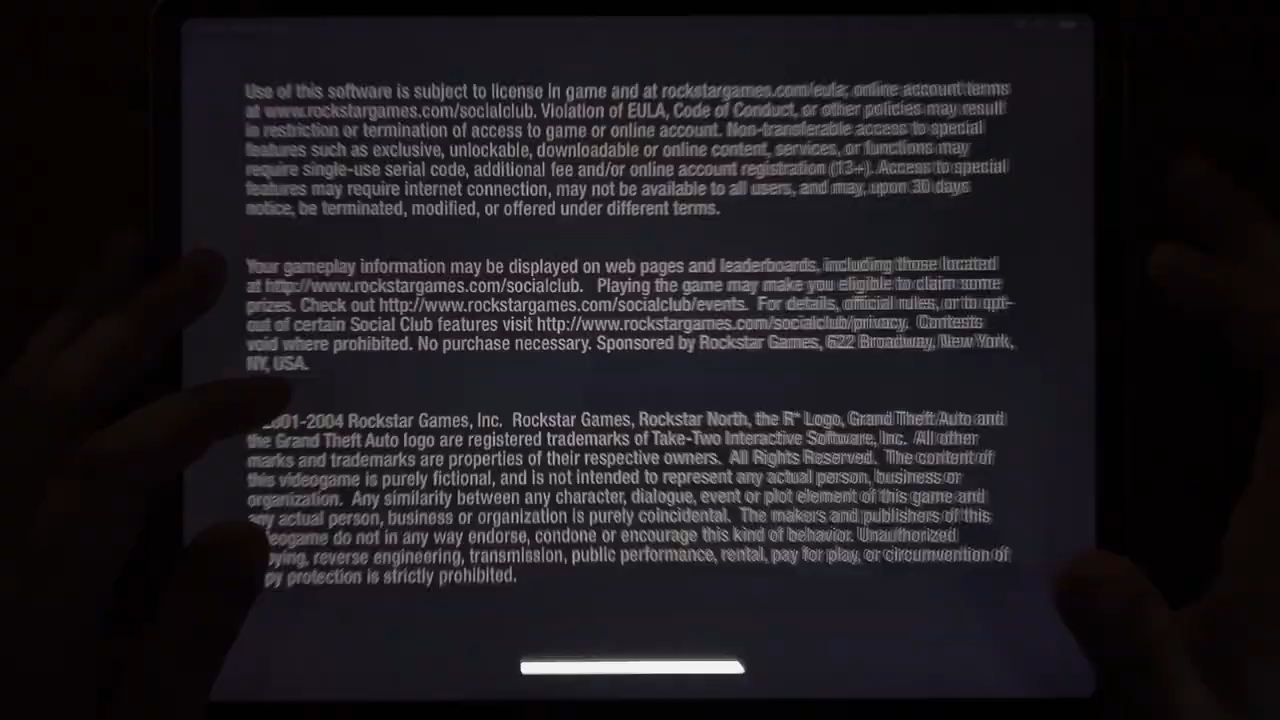 Use of this software is subject to license in game and at rockstargames.com/eula; online account terms
at www.rockstargames.com/socialclub. Violation of EULA, Code of Conduct, or other policies may result
in restriction or termination of access to game or online account. Non-transferable access to special
features such as exclusive, unlockable, downloadable or online content, services, or functions may
require single-use serial code, additional fee and/or online account registration (13+). Access to special
features may require internet connection, may not be available to all users, and may, upon 30 days
notice, be terminated, modified, or offered under different terms.
Your gameplay information may be displayed on web pages and leaderboards, including those located
at http://www.rockstargames.com/socialclub. Playing the game may make you eligible to claim some
prizes. Check out http://www.rockstargames.com/socialclub/events. For details, official rules, or to opt-
out of certain Social Club features visit http://www.rockstargames.com/socialclub/privacy. Contests
void where prohibited. No purchase necessary. Sponsored by Rockstar Games, 622 Broadway, New York,
NY, USA.
001-2004 Rockstar Games, Inc. Rockstar Games, Rockstar North, the R* Logo, Grand Theft Auto and
the Grand Theft Auto logo are registered trademarks of Take-Two Interactive Software, Inc. All other
marks and trademarks are properties of their respective owners. All Rights Reserved. The content of
this videogame is purely fictional, and is not intended to represent any actual person, business or
organization. Any similarity between any character, dialogue, event or plot element of this game and
any actual person, business or organization is purely coincidental. The makers and publishers of this
eogame do not in any way endorse, condone or encourage this kind of behavior. Unauthorized
ying, reverse engineering, transmission, public performance, rental, pay for play, or circumvention of
py protection is strictly prohibited.